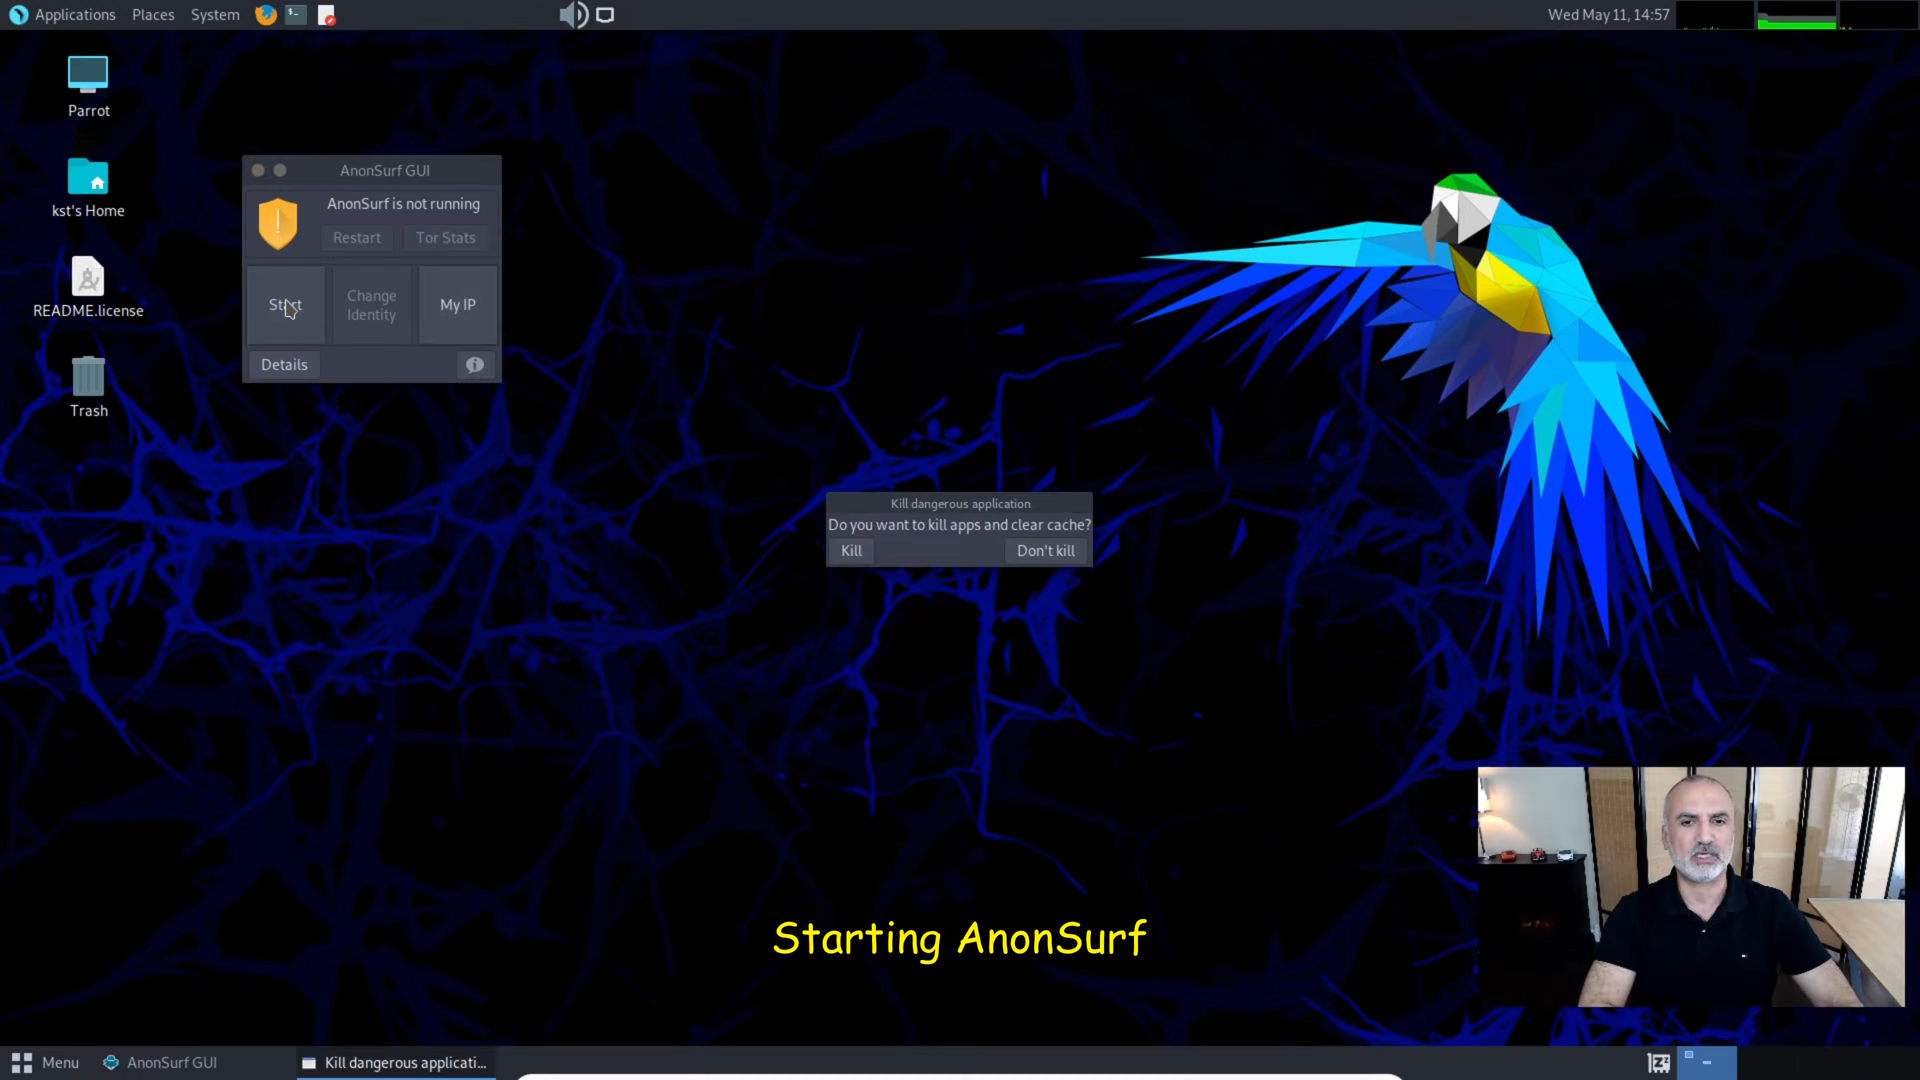 Applications Places System
Wed May 11, 14:57
Parrot
kst's Home
README.license
Trash
AnonSurf GUI
AnonSurf is not running
Restart Tor Stats
Start
Change
Identity
My IP
Details
Kill dangerous application
Do you want to kill apps and clear cache?
Kill Don't kill
Starting AnonSurf
Menu AnonSurf GUI Kill dangerous applicati...